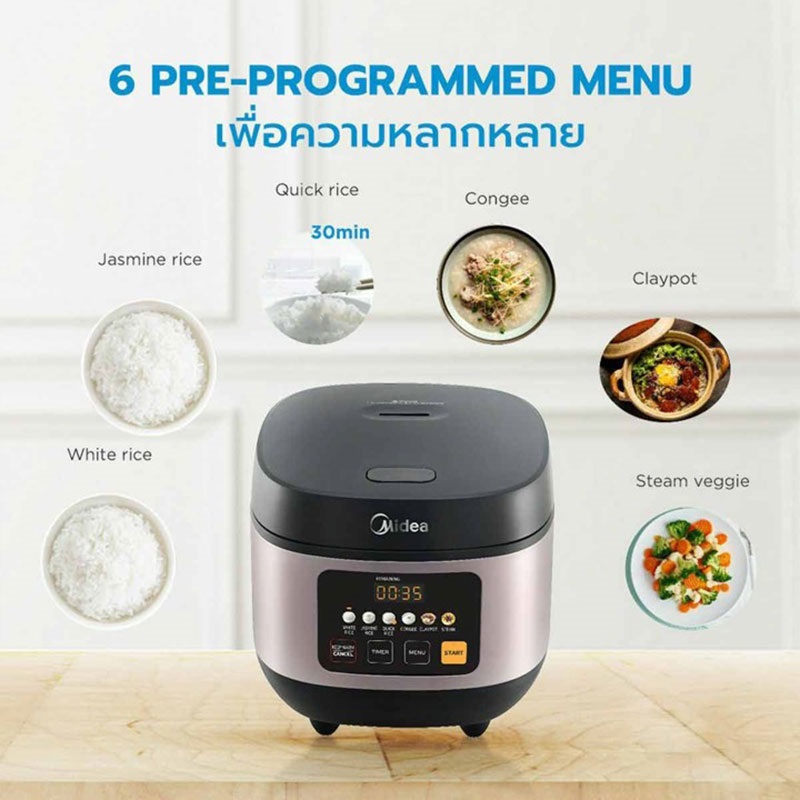 6 PRE-PROGRAMMED MENU
เพื่อความหลากหลาย
Quick rice
30min
Congee
Jasmine rice
Claypot
White rice
Steam veggie
Midea
00:35
WHITE RICE
JASMINE RICE
QUICK RICE
CONGEE
CLAYPOT
STEAM
KEEP WARM
CANCEL
TIMER
MENU
START